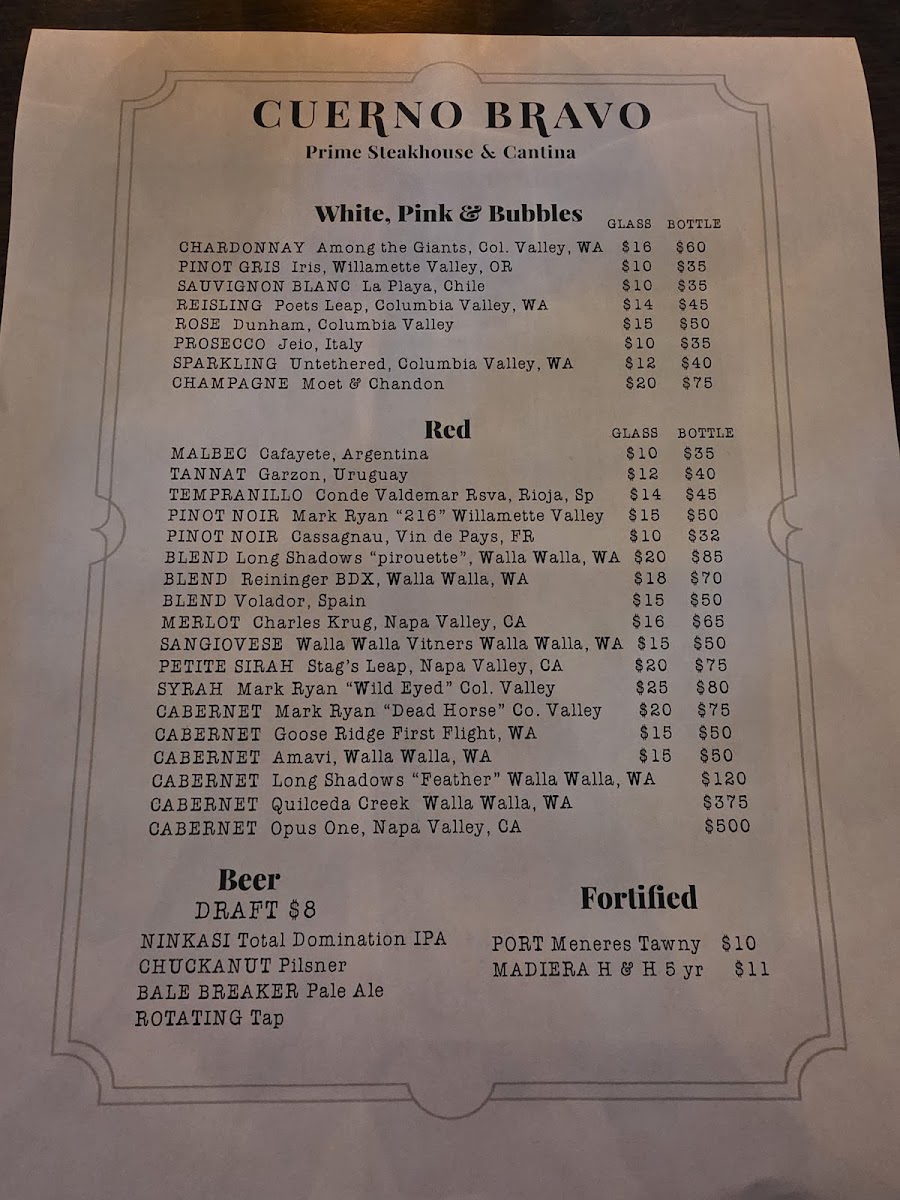 CUERNO BRAVO
Prime Steakhouse & Cantina
White, Pink & Bubbles GLASS BOTTLE
CHARDONNAY Among the Giants, Col. Valley, WA $16 $60
PINOT GRIS Iris, Willamette Valley, OR $10 $35
SAUVIGNON BLANC La Playa, Chile $10 $35
REISLING Poets Leap, Columbia Valley, WA $14 $45
ROSE Dunham, Columbia Valley $15 $50
PROSECCO Jeio, Italy $10 $35
SPARKLING Untethered, Columbia Valley, WA $12 $40
CHAMPAGNE Moet & Chandon $20 $75
Red GLASS BOTTLE
MALBEC Cafayete, Argentina $10 $35
TANNAT Garzon, Uruguay $12 $40
TEMPRANILLO Conde Valdemar Rsva, Rioja, Sp $14 $45
PINOT NOIR Mark Ryan “216” Willamette Valley $15 $50
PINOT NOIR Cassagnau, Vin de Pays, FR $10 $32
BLEND Long Shadows “pirouette”, Walla Walla, WA $20 $85
BLEND Reininger BDX, Walla Walla, WA $18 $70
BLEND Volador, Spain $15 $50
MERLOT Charles Krug, Napa Valley, CA $16 $65
SANGIOVESE Walla Walla Vitners Walla Walla, WA $15 $50
PETITE SIRAH Stag's Leap, Napa Valley, CA $20 $75
SYRAH Mark Ryan “Wild Eyed” Col. Valley $25 $80
CABERNET Mark Ryan “Dead Horse” Co. Valley $20 $75
CABERNET Goose Ridge First Flight, WA $15 $50
CABERNET Amavi, Walla Walla, WA $15 $50
CABERNET Long Shadows “Feather” Walla Walla, WA $120
CABERNET Quilceda Creek Walla Walla, WA $375
CABERNET Opus One, Napa Valley, CA $500
Beer
DRAFT $8
NINKASI Total Domination IPA
CHUCKANUT Pilsner
BALE BREAKER Pale Ale
ROTATING Tap
Fortified
PORT Meneres Tawny $10
MADIERA H & H 5 yr $11